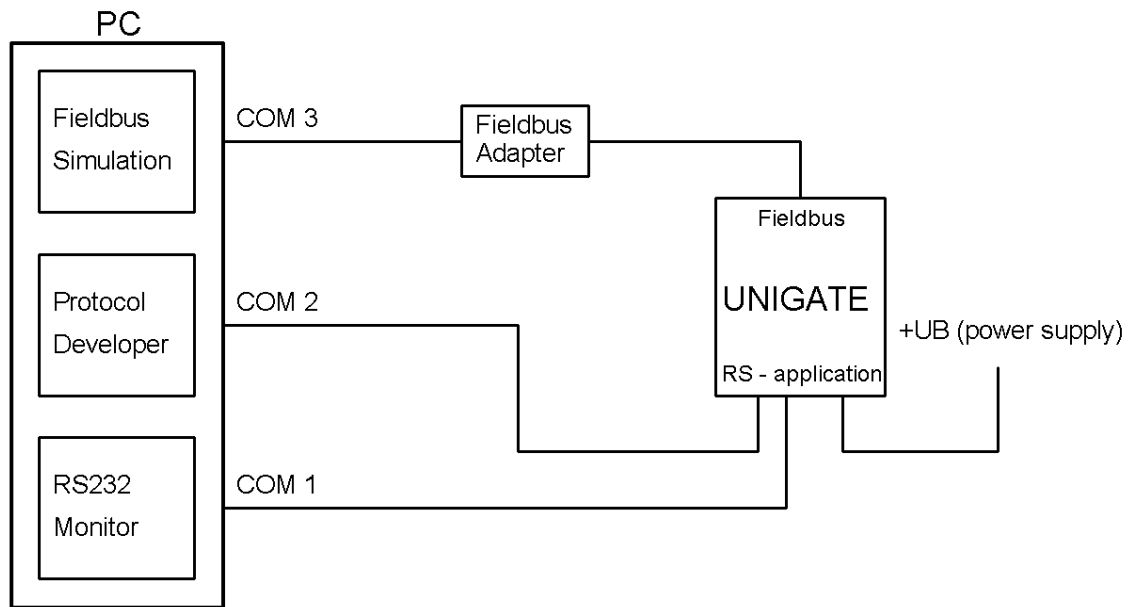 PC
Fieldbus
Simulation
COM 3
Fieldbus
Adapter
Fieldbus
UNIGATE
RS - application
+UB (power supply)
Protocol
Developer
COM 2
RS232
Monitor
COM 1